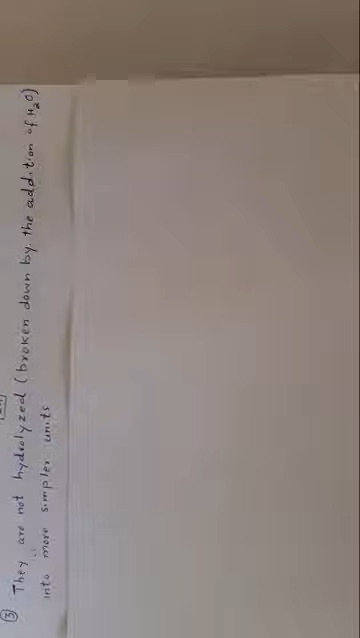 ③ They are not hydrolyzed (broken down by the addition of H₂O)
into more simpler units